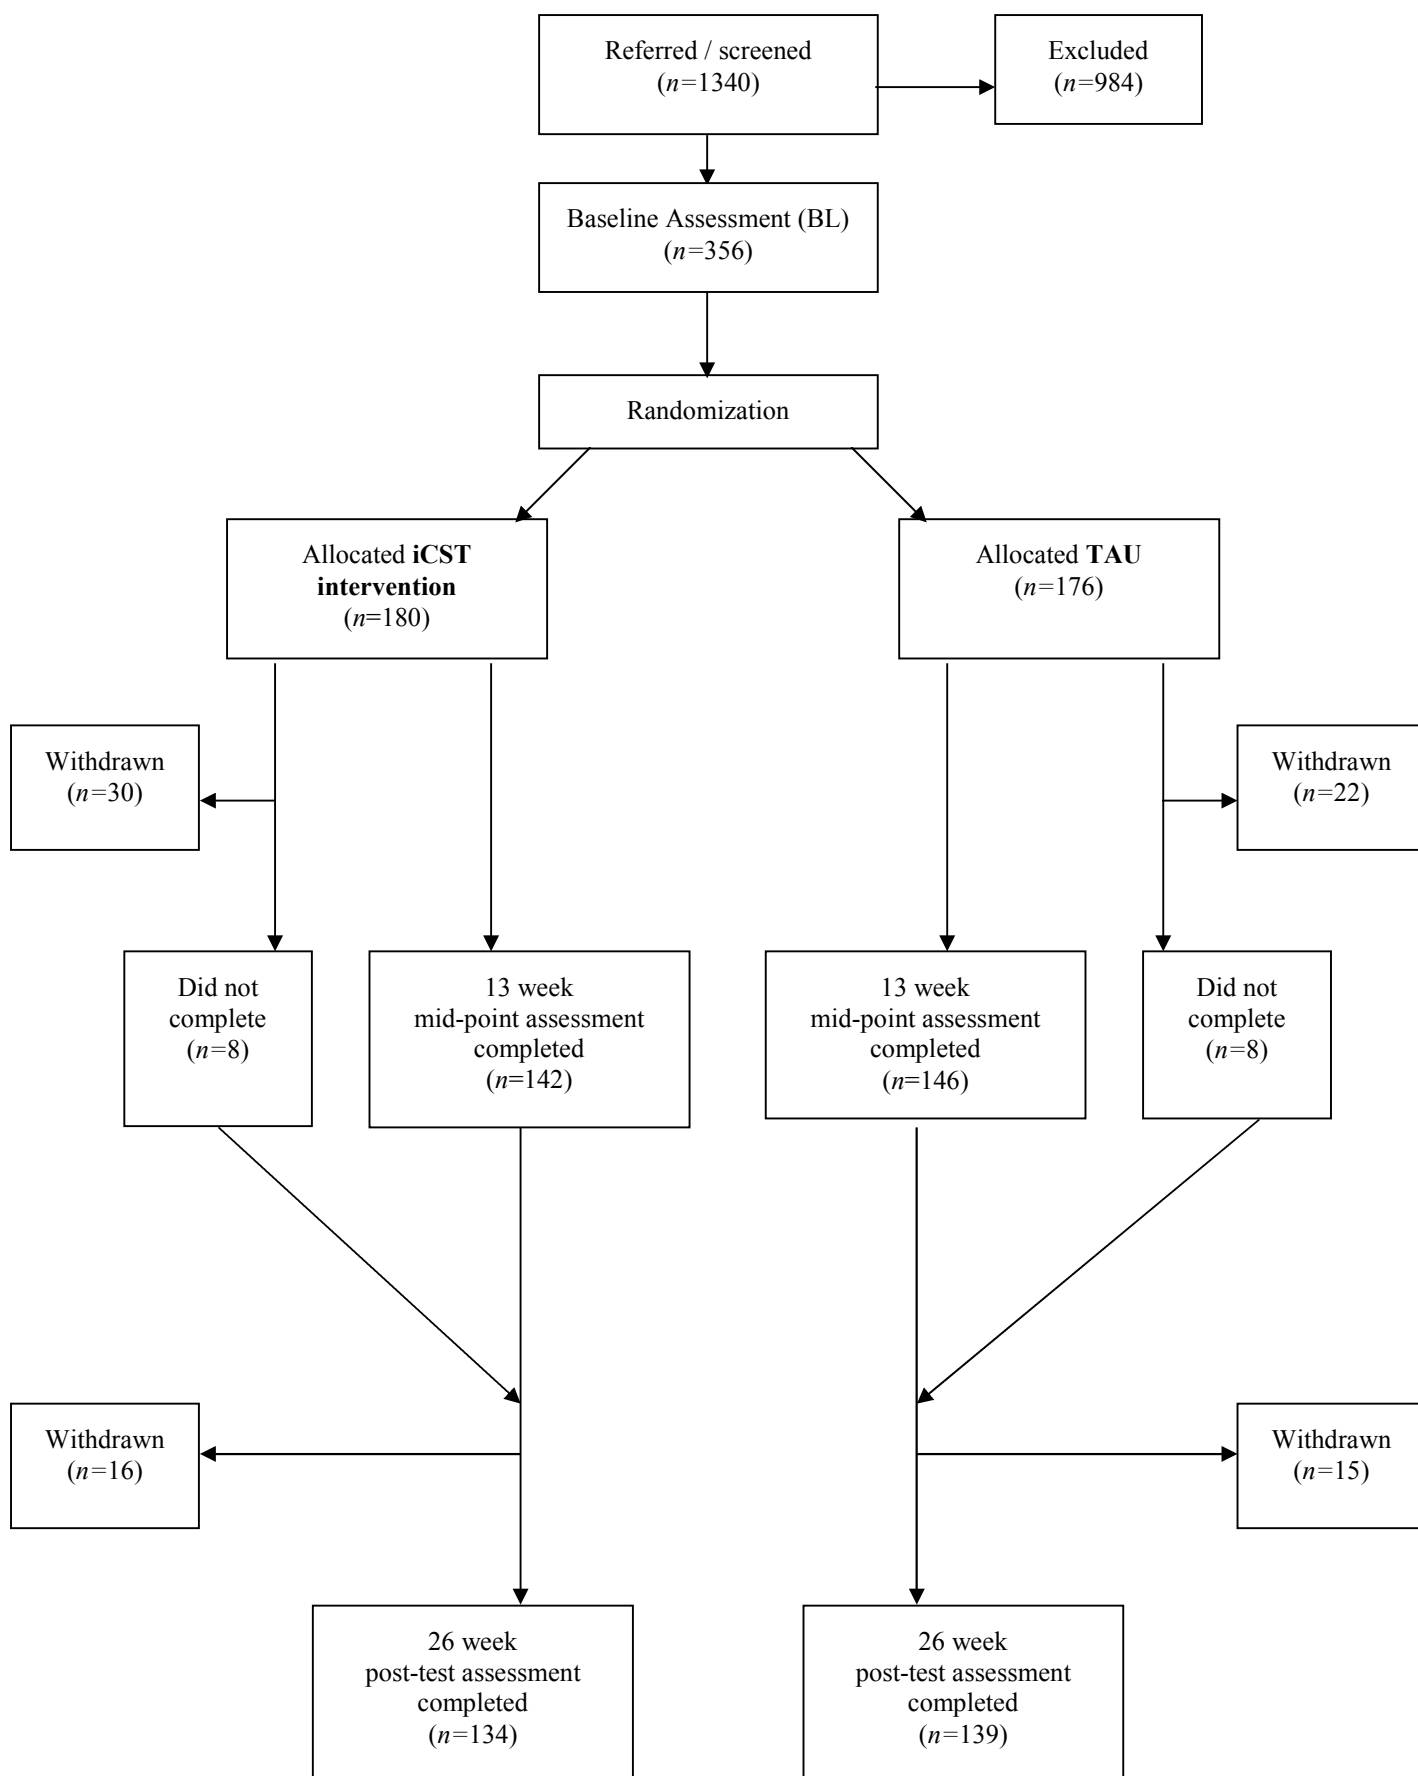 Referred / screened
(n=1340)
Excluded
(n=984)
Baseline Assessment (BL)
(n=356)
Randomization
Allocated iCST
intervention
(n=180)
Allocated TAU
(n=176)
Withdrawn
(n=30)
Withdrawn
(n=22)
Did not
complete
(n=8)
13 week
mid-point assessment
completed
(n=142)
13 week
mid-point assessment
completed
(n=146)
Did not
complete
(n=8)
Withdrawn
(n=16)
Withdrawn
(n=15)
26 week
post-test assessment
completed
(n=134)
26 week
post-test assessment
completed
(n=139)